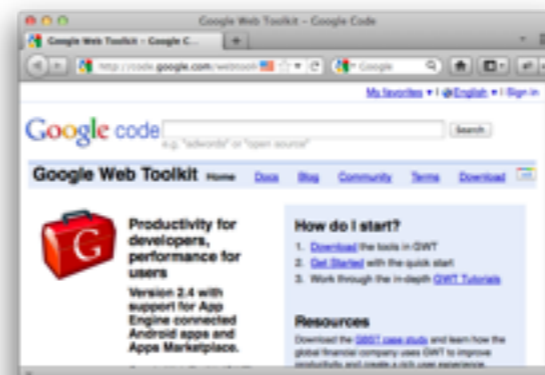 Google Web Toolkit – Google Code
Google Web Toolkit – Google C...
http://code.google.com/webtoolk
Google
My favorites ▼ | English ▼ | Sign in
Google code
Search
e.g. "adwords" or "open source"
Google Web Toolkit Home Docs Blog Community Terms Download
G
Productivity for
developers,
performance for
users
Version 2.4 with
support for App
Engine connected
Android apps and
Apps Marketplace.
How do I start?
1. Download the tools in GWT
2. Get Started with the quick start
3. Work through the in-depth GWT Tutorials
Resources
Download the case study and learn how the
global financial company uses GWT to improve
productivity and create a rich user experience